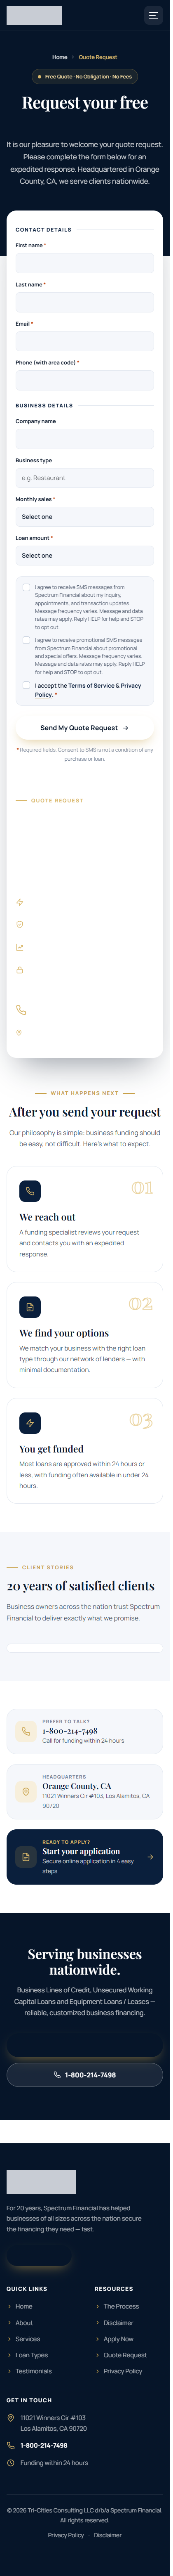 Home > Quote Request
Free Quote · No Obligation · No Fees
Request your free
It is our pleasure to welcome your quote request.
Please complete the form below for an
expedited response. Headquartered in Orange
County, CA, we serve clients nationwide.
CONTACT DETAILS
First name *
Last name *
Email *
Phone (with area code) *
BUSINESS DETAILS
Company name
Business type
e.g. Restaurant
Monthly sales *
Select one
Loan amount *
Select one
I agree to receive SMS messages from
Spectrum Financial about my inquiry,
appointments, and transaction updates.
Message frequency varies. Message and data
rates may apply. Reply HELP for help and STOP
to opt out.
I agree to receive promotional SMS messages
from Spectrum Financial about promotional
and special offers. Message frequency varies.
Message and data rates may apply. Reply HELP
for help and STOP to opt out.
I accept the Terms of Service & Privacy
Policy. *
Send My Quote Request →
* Required fields. Consent to SMS is not a condition of any
purchase or loan.
QUOTE REQUEST
WHAT HAPPENS NEXT
After you send your request
Our philosophy is simple: business funding should
be easy, not difficult. Here's what to expect.
01
We reach out
A funding specialist reviews your request
and contacts you with an expedited
response.
02
We find your options
We match your business with the right loan
type through our network of lenders — with
minimal documentation.
03
You get funded
Most loans are approved within 24 hours or
less, with funding often available in under 24
hours.
CLIENT STORIES
20 years of satisfied clients
Business owners across the nation trust Spectrum
Financial to deliver exactly what we promise.
PREFER TO TALK?
1-800-214-7498
Call for funding within 24 hours
HEADQUARTERS
Orange County, CA
11021 Winners Cir #103, Los Alamitos, CA
90720
READY TO APPLY?
Start your application
Secure online application in 4 easy
steps
→
Serving businesses
nationwide.
Business Lines of Credit, Unsecured Working
Capital Loans and Equipment Loans / Leases —
reliable, customized business financing.
1-800-214-7498
For 20 years, Spectrum Financial has helped
businesses of all sizes across the nation secure
the financing they need — fast.
QUICK LINKS
> Home
> About
> Services
> Loan Types
> Testimonials
RESOURCES
> The Process
> Disclaimer
> Apply Now
> Quote Request
> Privacy Policy
GET IN TOUCH
11021 Winners Cir #103
Los Alamitos, CA 90720
1-800-214-7498
Funding within 24 hours
© 2026 Tri-Cities Consulting LLC d/b/a Spectrum Financial.
All rights reserved.
Privacy Policy · Disclaimer